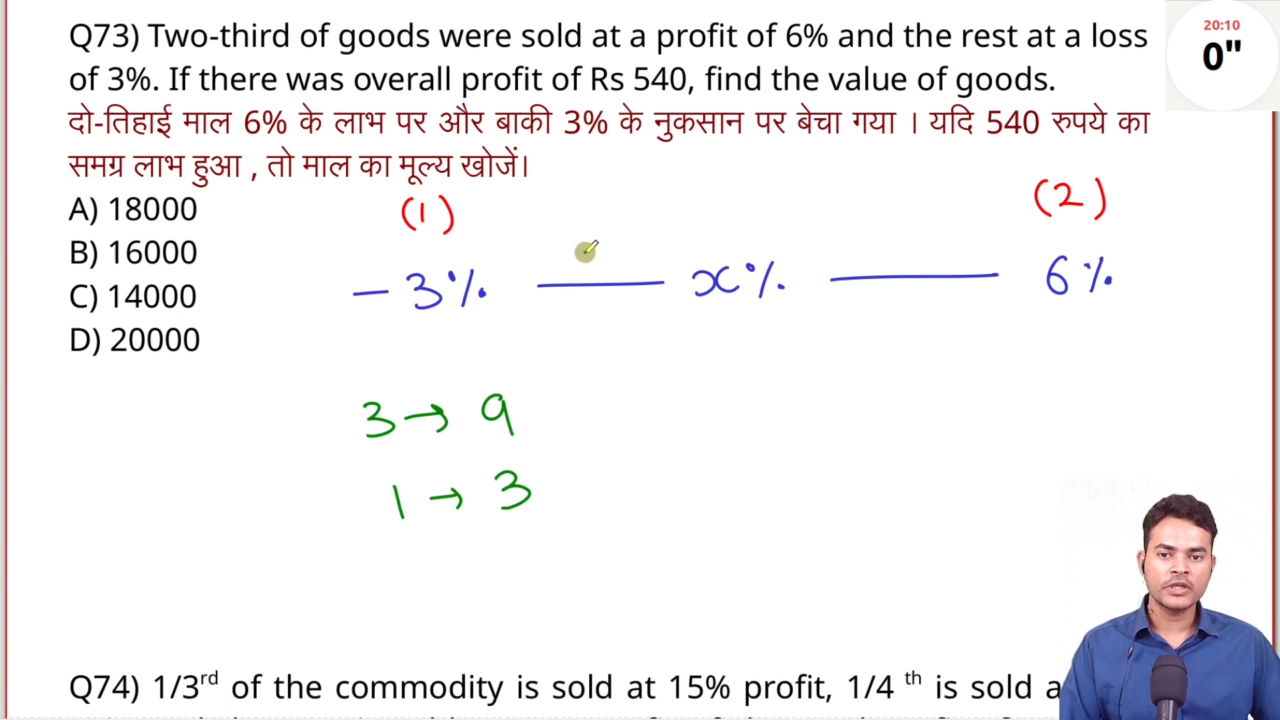 20:10
0"
Q73) Two-third of goods were sold at a profit of 6% and the rest at a loss
of 3%. If there was overall profit of Rs 540, find the value of goods.
दो-तिहाई माल 6% के लाभ पर और बाकी 3% के नुकसान पर बेचा गया । यदि 540 रुपये का
समग्र लाभ हुआ , तो माल का मूल्य खोजें।
A) 18000
B) 16000
C) 14000
D) 20000
(1) (2)
– 3% — x% — 6%
3 → 9
1 → 3
Q74) 1/3rd of the commodity is sold at 15% profit, 1/4 th is sold a